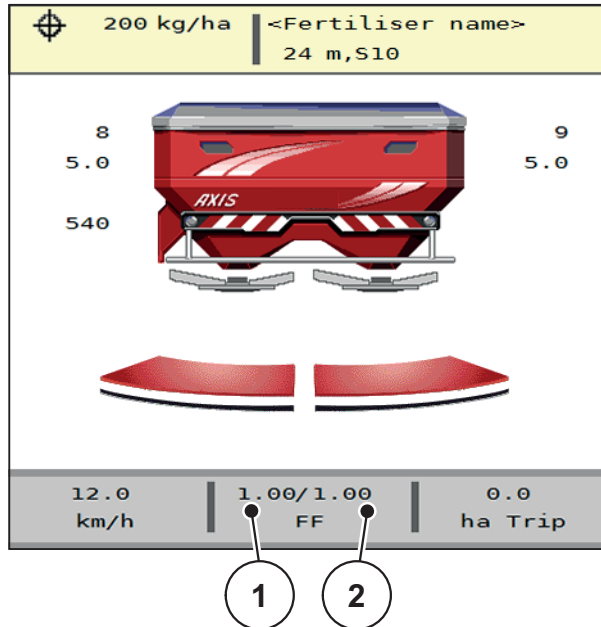 200 kg/ha
<Fertiliser name>
24 m,S10
8
9
5.0
5.0
AXIS
540
12.0
1.00/1.00
0.0
km/h
FF
ha Trip
1
2